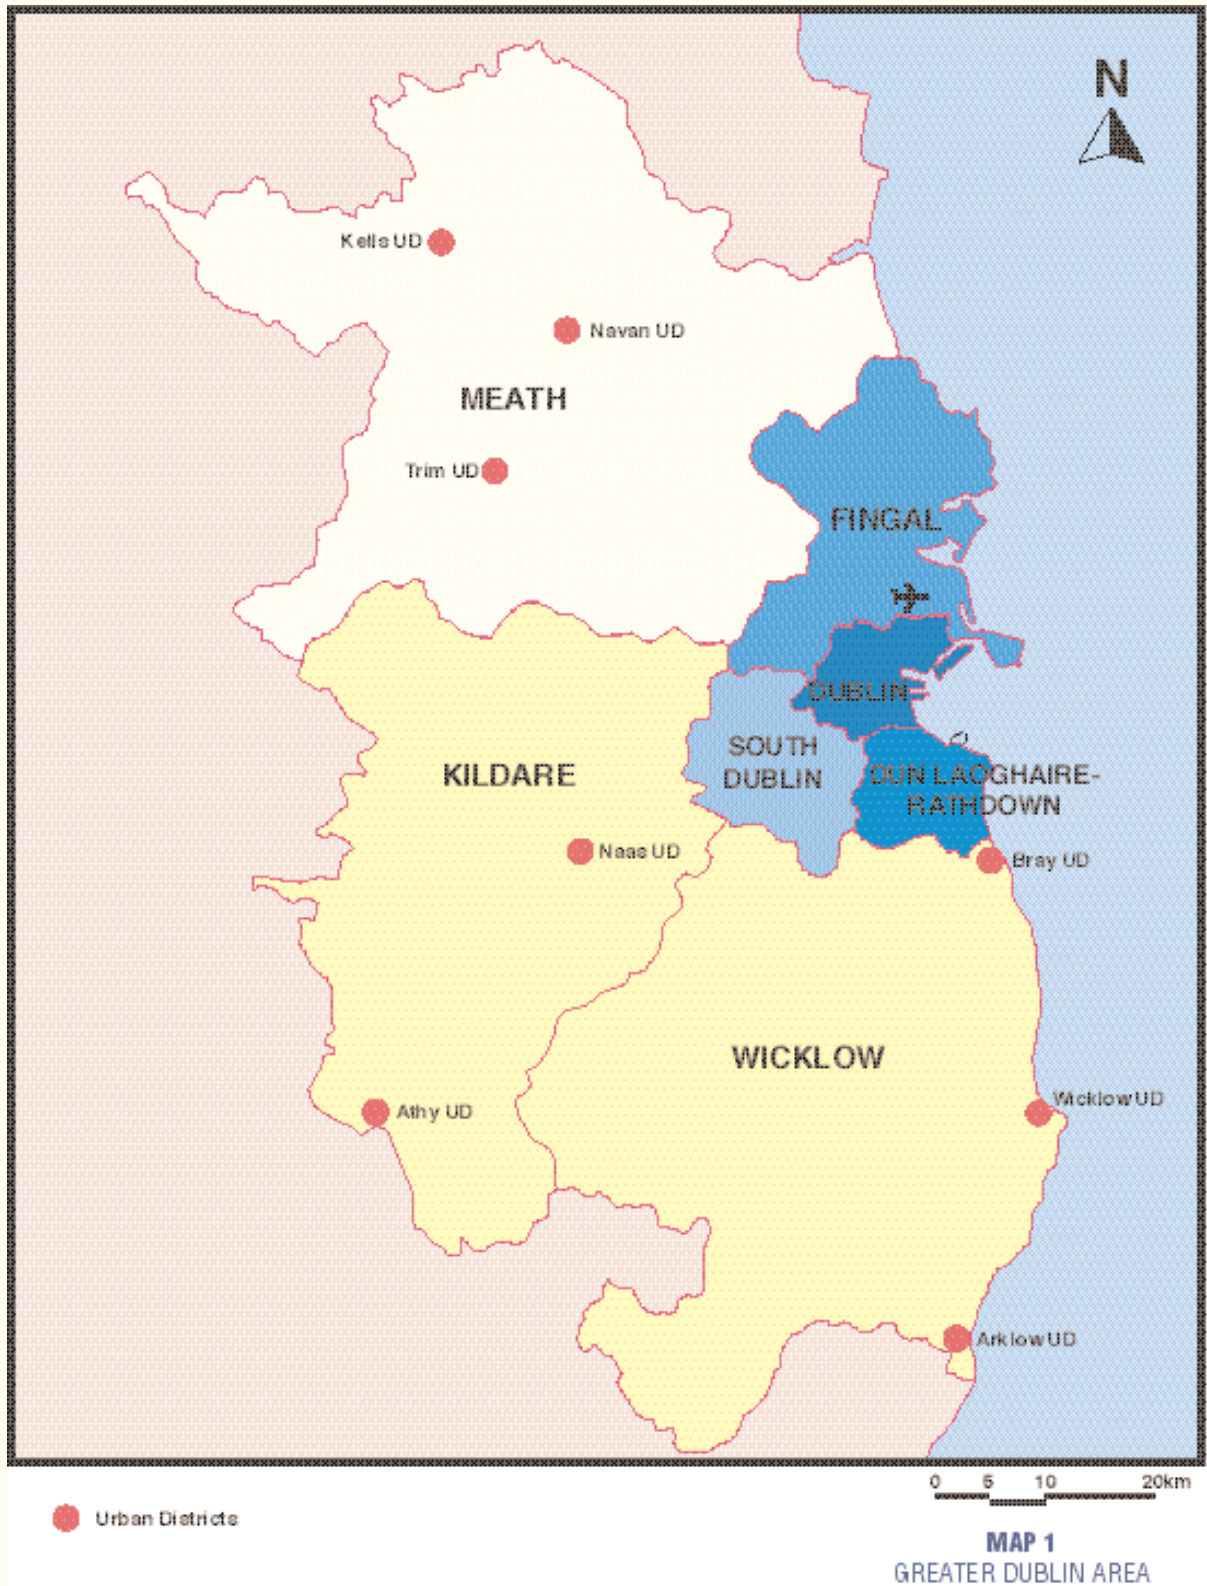 N
Kells UD
Navan UD
MEATH
Trim UD
FINGAL
DUBLIN
SOUTH
DUBLIN
KILDARE
DUN LAOGHAIRE-
RATHDOWN
Naas UD
Bray UD
WICKLOW
Wicklow UD
Athy UD
Arklow UD
0 5 10 20km
Urban Districts
MAP 1
GREATER DUBLIN AREA